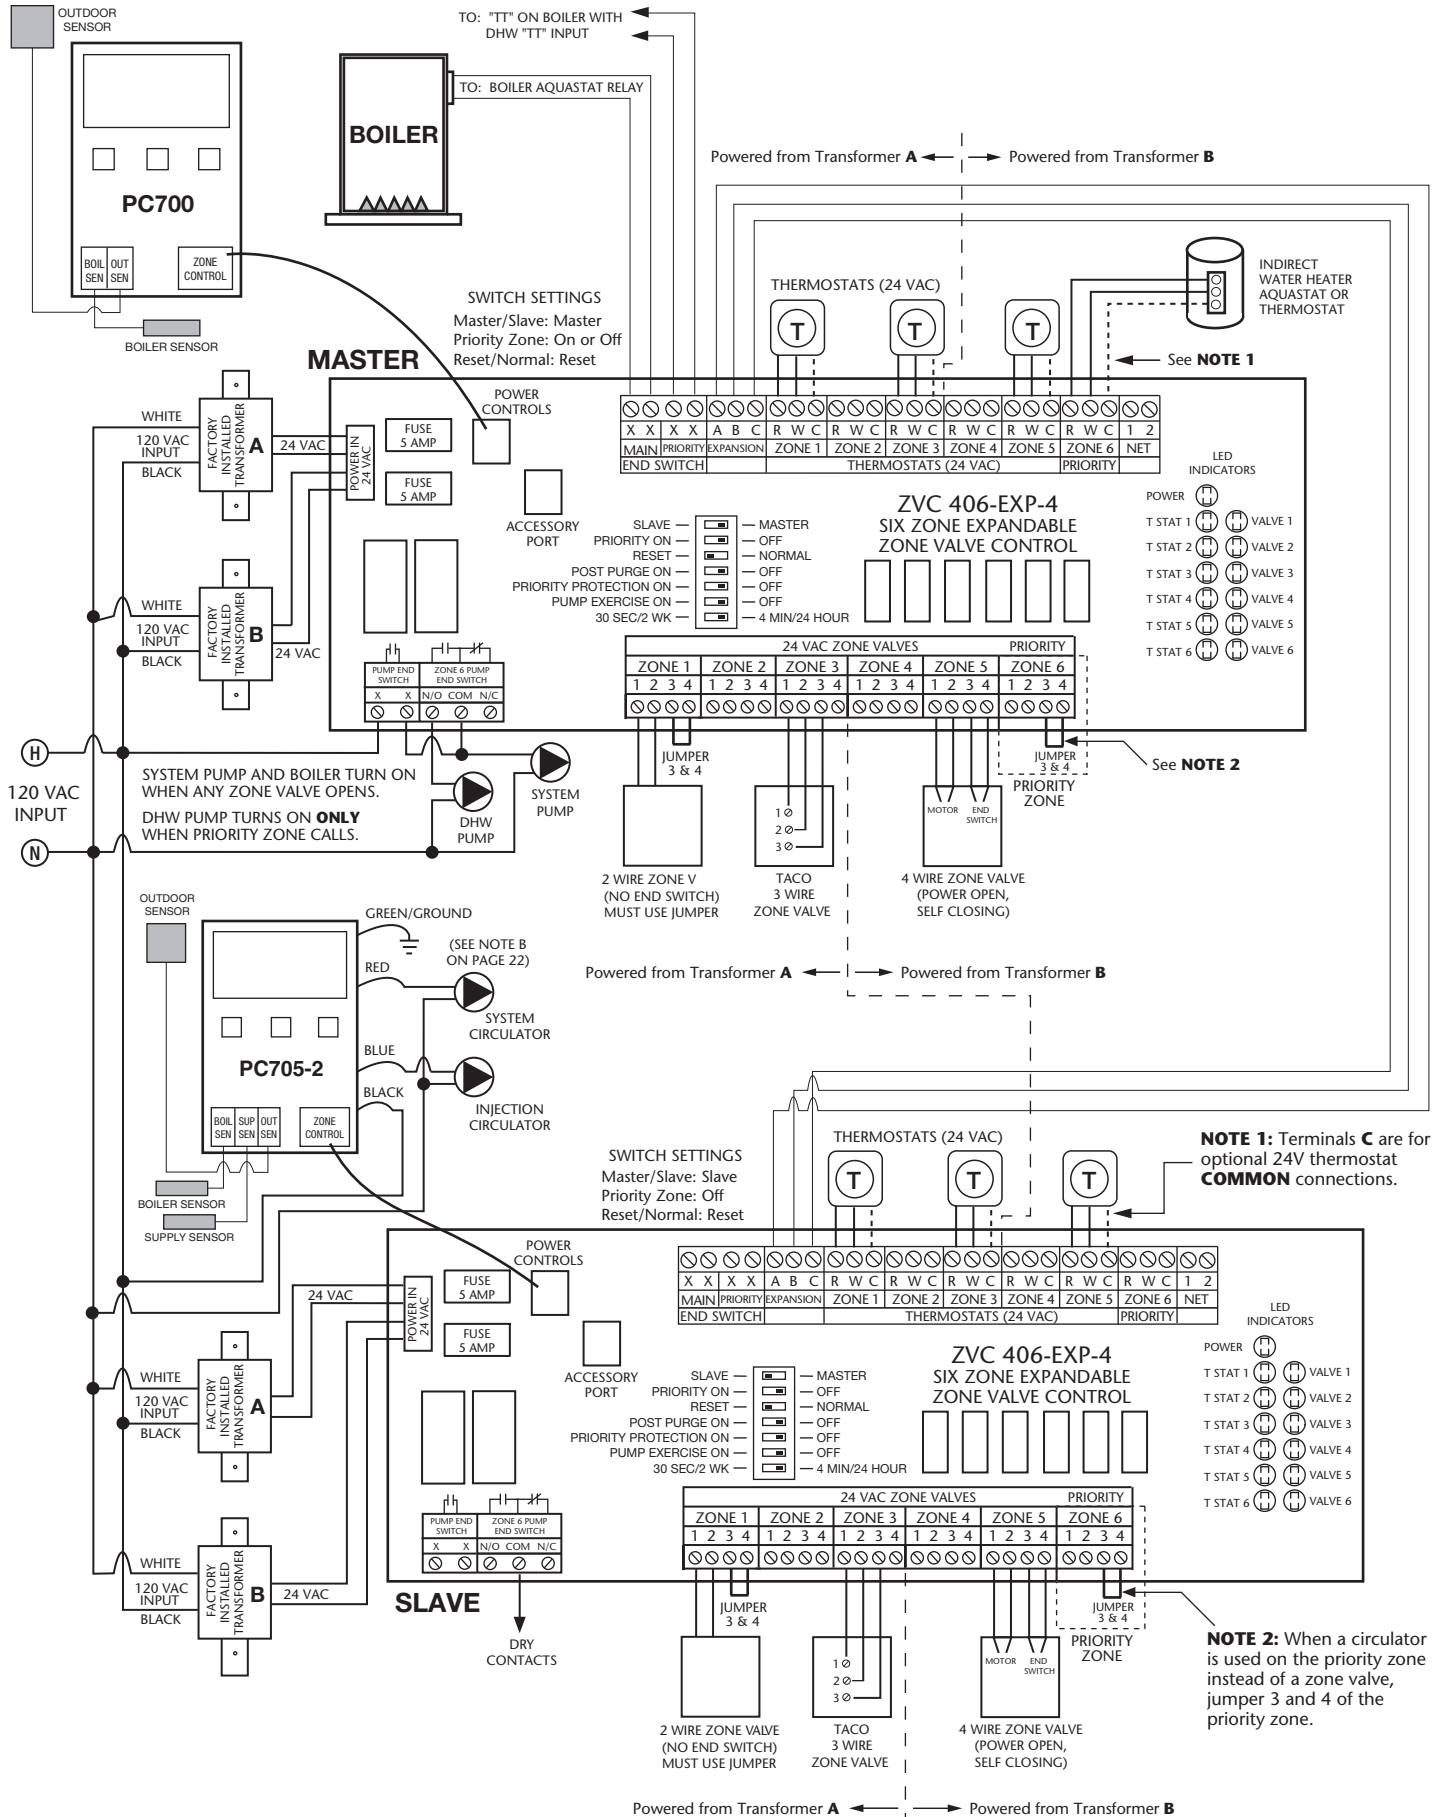 OUTDOOR
SENSOR
PC700
BOIL
SEN
OUT
SEN
ZONE
CONTROL
BOILER SENSOR
BOILER
TO: "TT" ON BOILER WITH
DHW "TT" INPUT
TO: BOILER AQUASTAT RELAY
Powered from Transformer A
Powered from Transformer B
SWITCH SETTINGS
Master/Slave: Master
Priority Zone: On or Off
Reset/Normal: Reset
MASTER
THERMOSTATS (24 VAC)
T
T
T
INDIRECT
WATER HEATER
AQUASTAT OR
THERMOSTAT
See NOTE 1
WHITE
120 VAC
INPUT
BLACK
FACTORY
INSTALLED
TRANSFORMER
A
24 VAC
POWER IN
24 VAC
FUSE
5 AMP
FUSE
5 AMP
POWER
CONTROLS
ACCESSORY
PORT
X X X X A B C R W C R W C R W C R W C R W C R W C 1 2
MAIN PRIORITY EXPANSION ZONE 1 ZONE 2 ZONE 3 ZONE 4 ZONE 5 ZONE 6 NET
END SWITCH THERMOSTATS (24 VAC) PRIORITY
ZVC 406-EXP-4
SIX ZONE EXPANDABLE
ZONE VALVE CONTROL
SLAVE MASTER
PRIORITY ON OFF
RESET NORMAL
POST PURGE ON OFF
PRIORITY PROTECTION ON OFF
PUMP EXERCISE ON OFF
30 SEC/2 WK 4 MIN/24 HOUR
LED
INDICATORS
POWER
T STAT 1 VALVE 1
T STAT 2 VALVE 2
T STAT 3 VALVE 3
T STAT 4 VALVE 4
T STAT 5 VALVE 5
T STAT 6 VALVE 6
WHITE
120 VAC
INPUT
BLACK
FACTORY
INSTALLED
TRANSFORMER
B
24 VAC
PUMP END
SWITCH
X X
ZONE 6 PUMP
END SWITCH
N/O COM N/C
24 VAC ZONE VALVES PRIORITY
ZONE 1 ZONE 2 ZONE 3 ZONE 4 ZONE 5 ZONE 6
1 2 3 4 1 2 3 4 1 2 3 4 1 2 3 4 1 2 3 4 1 2 3 4
H
120 VAC
INPUT
N
SYSTEM PUMP AND BOILER TURN ON
WHEN ANY ZONE VALVE OPENS.
DHW PUMP TURNS ON ONLY
WHEN PRIORITY ZONE CALLS.
DHW
PUMP
SYSTEM
PUMP
JUMPER
3 & 4
2 WIRE ZONE V
(NO END SWITCH)
MUST USE JUMPER
1
2
3
TACO
3 WIRE
ZONE VALVE
MOTOR
END
SWITCH
4 WIRE ZONE VALVE
(POWER OPEN,
SELF CLOSING)
JUMPER
3 & 4
PRIORITY
ZONE
See NOTE 2
Powered from Transformer A
Powered from Transformer B
OUTDOOR
SENSOR
PC705-2
BOIL
SEN
SUP
SEN
OUT
SEN
ZONE
CONTROL
BOILER SENSOR
SUPPLY SENSOR
GREEN/GROUND
(SEE NOTE B
ON PAGE 22)
RED
SYSTEM
CIRCULATOR
BLUE
BLACK
INJECTION
CIRCULATOR
SWITCH SETTINGS
Master/Slave: Slave
Priority Zone: Off
Reset/Normal: Reset
THERMOSTATS (24 VAC)
T
T
T
NOTE 1: Terminals C are for
optional 24V thermostat
COMMON connections.
24 VAC
POWER IN
24 VAC
FUSE
5 AMP
FUSE
5 AMP
POWER
CONTROLS
ACCESSORY
PORT
X X X X A B C R W C R W C R W C R W C R W C R W C 1 2
MAIN PRIORITY EXPANSION ZONE 1 ZONE 2 ZONE 3 ZONE 4 ZONE 5 ZONE 6 NET
END SWITCH THERMOSTATS (24 VAC) PRIORITY
ZVC 406-EXP-4
SIX ZONE EXPANDABLE
ZONE VALVE CONTROL
SLAVE MASTER
PRIORITY ON OFF
RESET NORMAL
POST PURGE ON OFF
PRIORITY PROTECTION ON OFF
PUMP EXERCISE ON OFF
30 SEC/2 WK 4 MIN/24 HOUR
LED
INDICATORS
POWER
T STAT 1 VALVE 1
T STAT 2 VALVE 2
T STAT 3 VALVE 3
T STAT 4 VALVE 4
T STAT 5 VALVE 5
T STAT 6 VALVE 6
WHITE
120 VAC
INPUT
BLACK
FACTORY
INSTALLED
TRANSFORMER
A
WHITE
120 VAC
INPUT
BLACK
FACTORY
INSTALLED
TRANSFORMER
B
24 VAC
SLAVE
PUMP END
SWITCH
X X
ZONE 6 PUMP
END SWITCH
N/O COM N/C
DRY
CONTACTS
24 VAC ZONE VALVES PRIORITY
ZONE 1 ZONE 2 ZONE 3 ZONE 4 ZONE 5 ZONE 6
1 2 3 4 1 2 3 4 1 2 3 4 1 2 3 4 1 2 3 4 1 2 3 4
JUMPER
3 & 4
2 WIRE ZONE VALVE
(NO END SWITCH)
MUST USE JUMPER
1
2
3
TACO
3 WIRE
ZONE VALVE
MOTOR
END
SWITCH
4 WIRE ZONE VALVE
(POWER OPEN,
SELF CLOSING)
JUMPER
3 & 4
PRIORITY
ZONE
NOTE 2: When a circulator
is used on the priority zone
instead of a zone valve,
jumper 3 and 4 of the
priority zone.
Powered from Transformer A
Powered from Transformer B